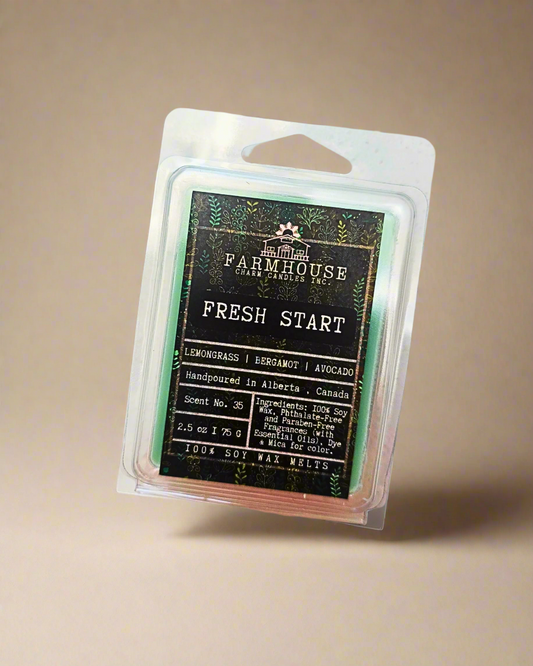 FARMHOUSE
CHARM CANDLES INC.
FRESH START
LEMONGRASS | BERGAMOT | AVOCADO
Handpoured in Alberta , Canada
Scent No. 35
2.5 oz I 75 G
Ingredients: 100% Soy
Wax, Phthalate-Free
and Paraben-Free
Fragrances (with
Essential Oils), Dye
& Mica for color.
100% SOY WAX MELTS